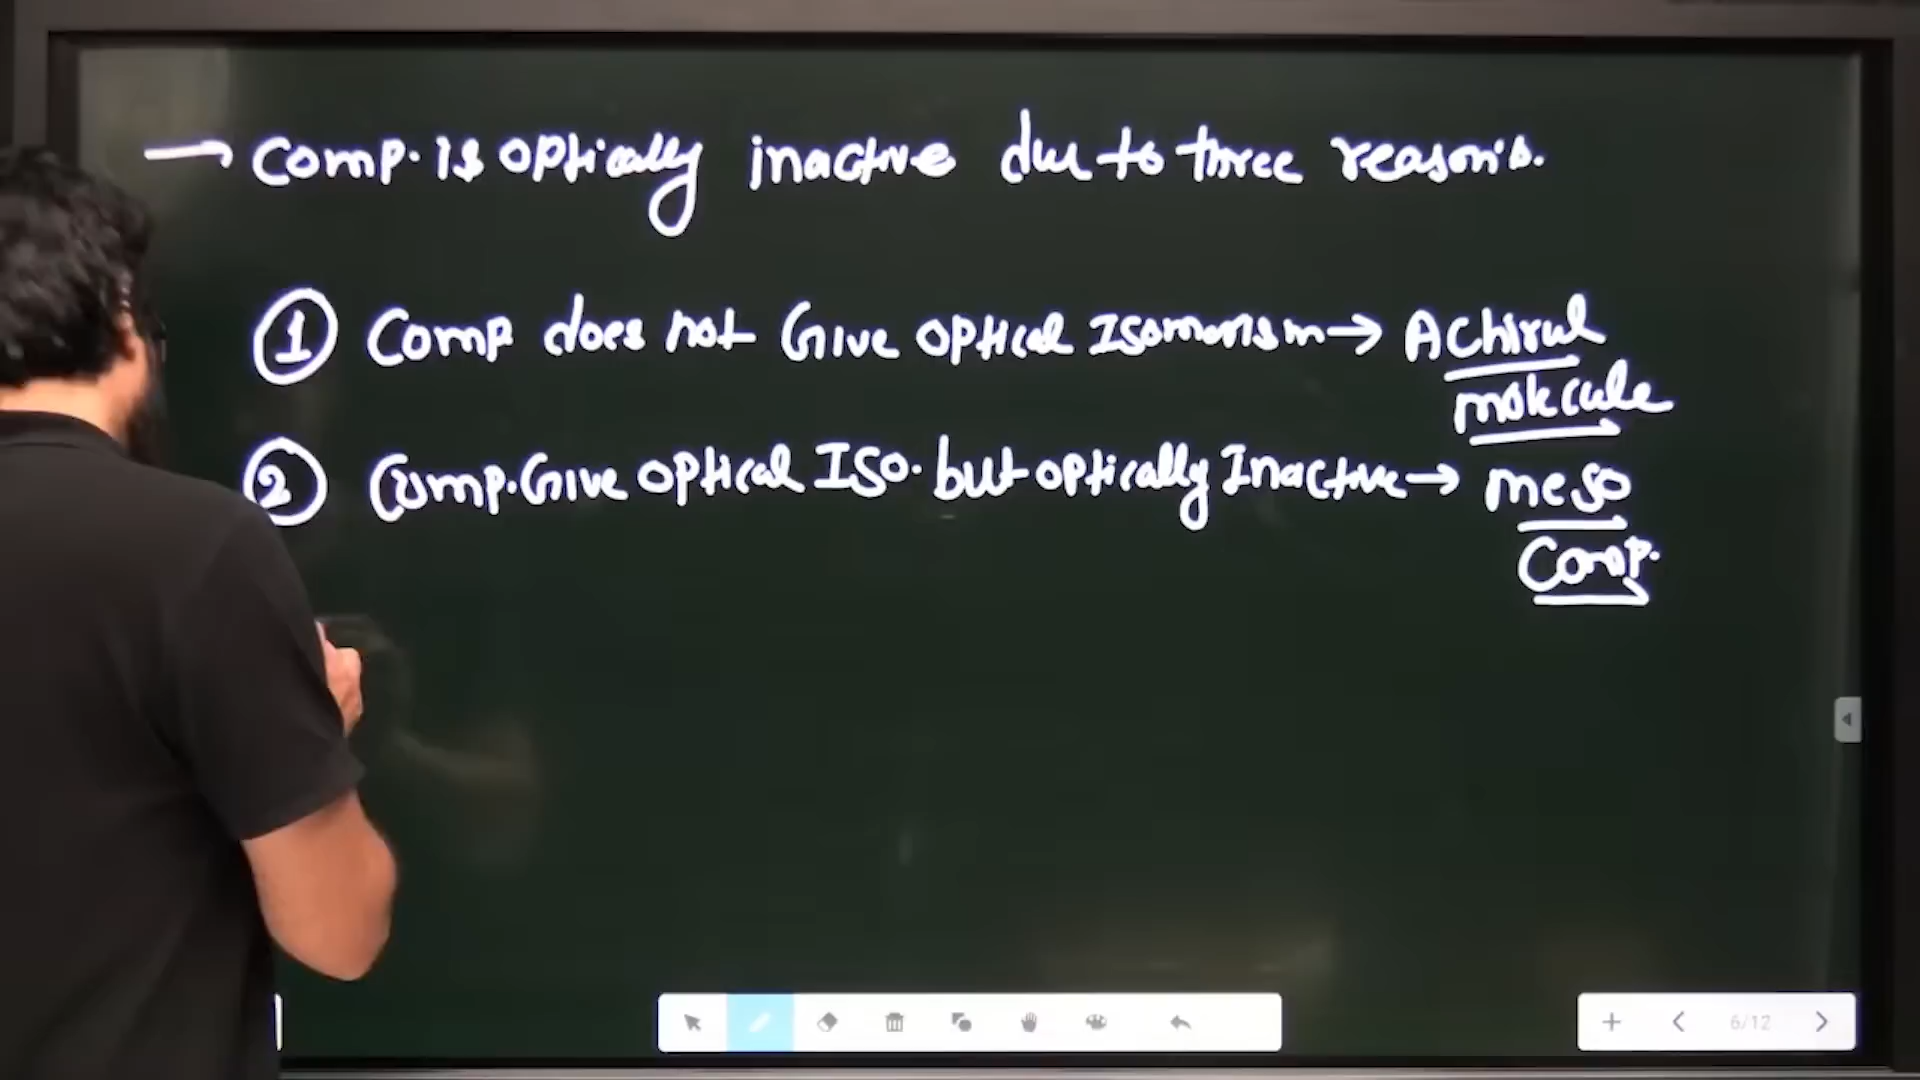 → Comp. is optically inactive due to three reason's.
① Comp does not Give optical Isomerism → Achiral
molecule
② Comp. Give optical Iso. but optically Inactive → meso
Comp.
6/12